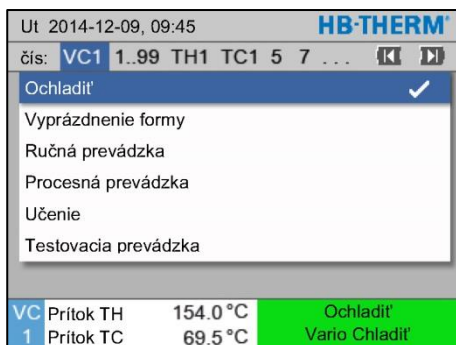 Ut 2014-12-09, 09:45 HB-THERM®
čís: VC1 1..99 TH1 TC1 5 7 ...
Ochladiť
Vyprázdnenie formy
Ručná prevádzka
Procesná prevádzka
Učenie
Testovacia prevádzka
VC Prítok TH 154.0 °C Ochladiť
1 Prítok TC 69.5 °C Vario Chladiť